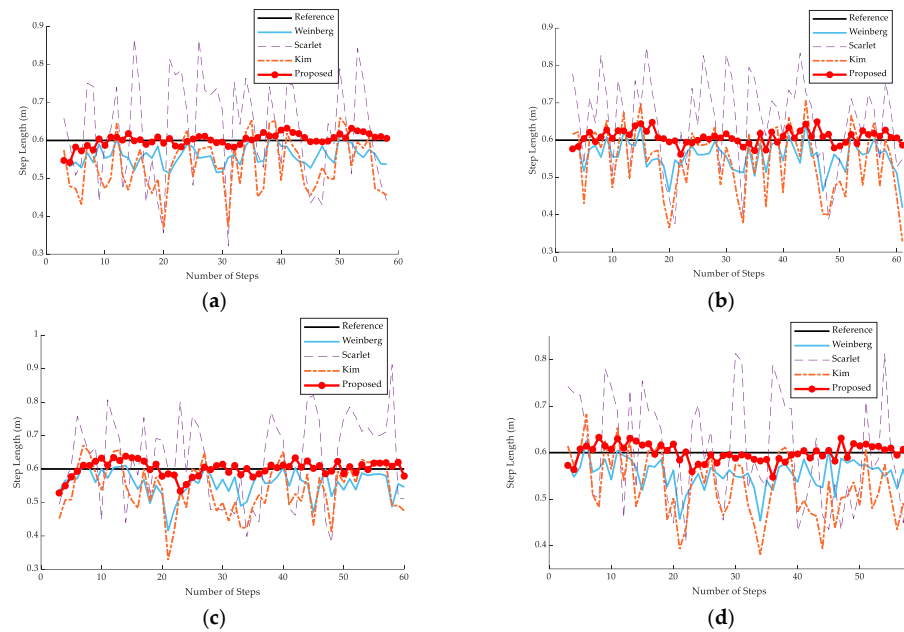 Reference
Weinberg
Scarlet
Kim
Proposed
0.9
0.8
0.7
0.6
0.5
0.4
0.3
Step Length (m)
0 10 20 30 40 50 60
Number of Steps
(a)
Reference
Weinberg
Scarlet
Kim
Proposed
0.9
0.8
0.7
0.6
0.5
0.4
0.3
Step Length (m)
0 10 20 30 40 50 60
Number of Steps
(b)
Reference
Weinberg
Scarlet
Kim
Proposed
1
0.9
0.8
0.7
0.6
0.5
0.4
0.3
Step Length (m)
0 10 20 30 40 50 60
Number of Steps
(c)
Reference
Weinberg
Scarlet
Kim
Proposed
0.8
0.7
0.6
0.5
0.4
Step Length (m)
0 10 20 30 40 50
Number of Steps
(d)